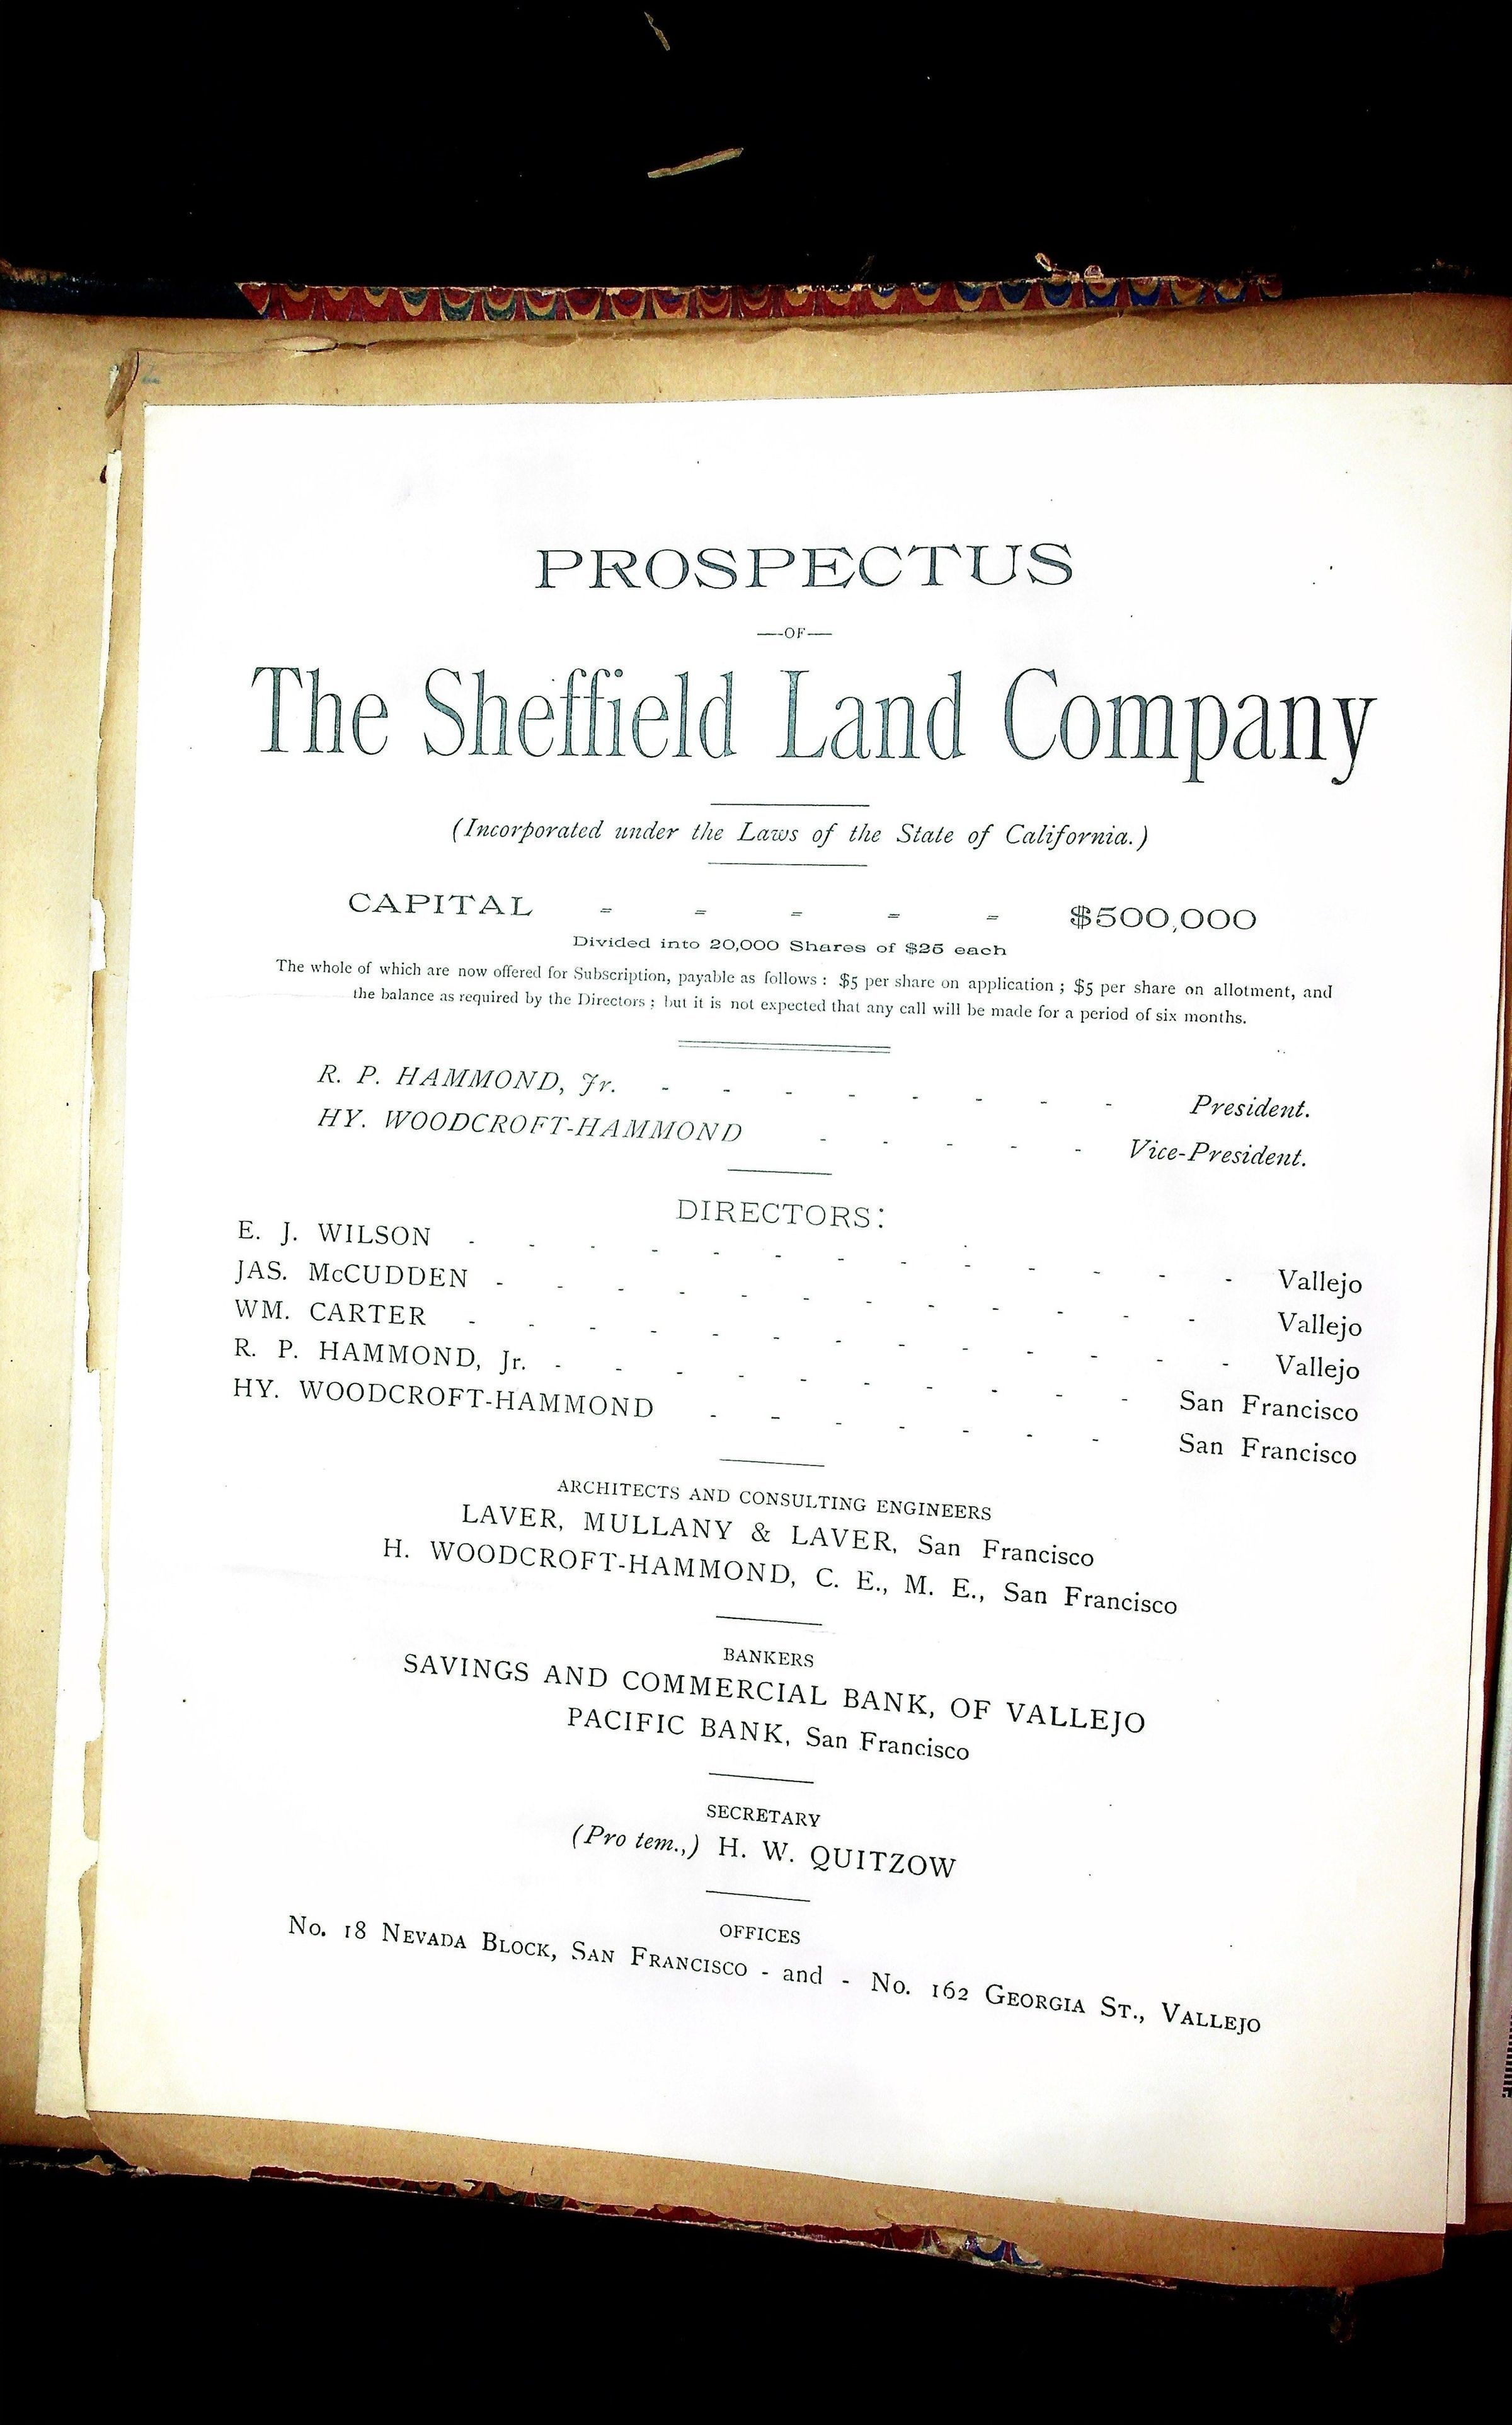 PROSPECTUS
—OF—
The Sheffield Land Company
(Incorporated under the Laws of the State of California.)
CAPITAL - - - - - $500,000
Divided into 20,000 Shares of $25 each
The whole of which are now offered for Subscription, payable as follows : $5 per share on application ; $5 per share on allotment, and
the balance as required by the Directors ; but it is not expected that any call will be made for a period of six months.
R. P. HAMMOND, Jr. - - - - - - - - President.
HY. WOODCROFT-HAMMOND - - - - - Vice-President.
DIRECTORS:
E. J. WILSON - - - - - - - - - - - - - Vallejo
JAS. McCUDDEN - - - - - - - - - - - - Vallejo
WM. CARTER - - - - - - - - - - - - - Vallejo
R. P. HAMMOND, Jr. - - - - - - - - - - San Francisco
HY. WOODCROFT-HAMMOND - - - - - - - San Francisco
ARCHITECTS AND CONSULTING ENGINEERS
LAVER, MULLANY & LAVER, San Francisco
H. WOODCROFT-HAMMOND, C. E., M. E., San Francisco
BANKERS
SAVINGS AND COMMERCIAL BANK, OF VALLEJO
PACIFIC BANK, San Francisco
SECRETARY
(Pro tem.,) H. W. QUITZOW
OFFICES
No. 18 Nevada Block, San Francisco - and - No. 162 Georgia St., Vallejo